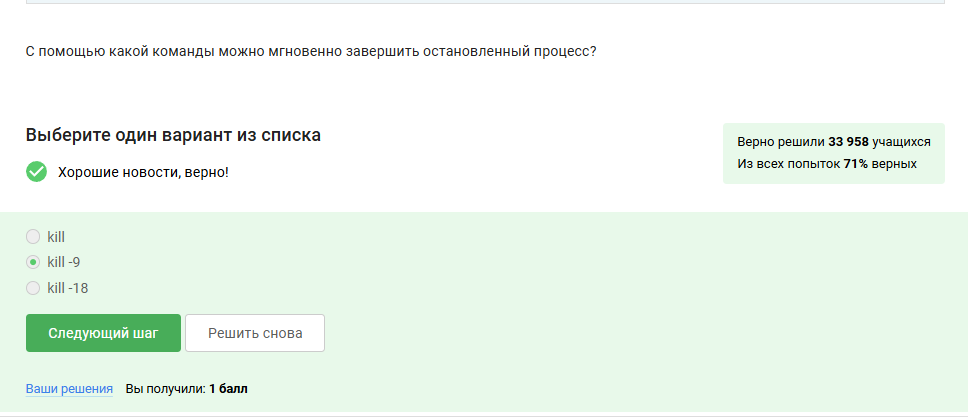 С помощью какой команды можно мгновенно завершить остановленный процесс?
Выберите один вариант из списка
Верно решили 33 958 учащихся
Из всех попыток 71% верных
Хорошие новости, верно!
kill
kill -9
kill -18
Следующий шаг
Решить снова
Ваши решения Вы получили: 1 балл